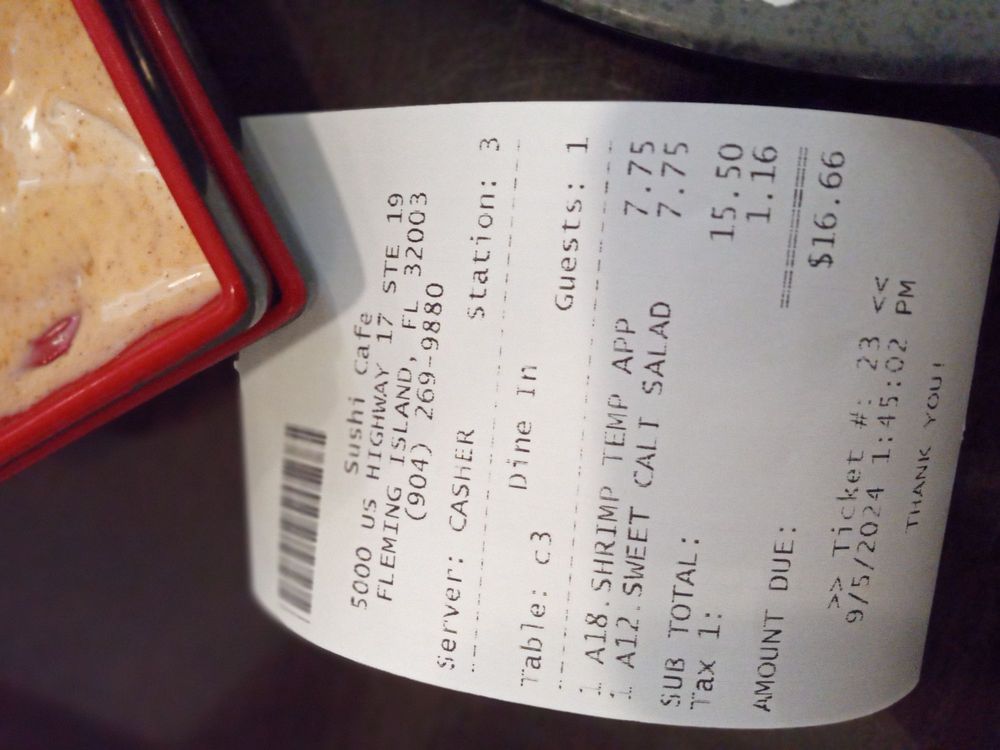 Sushi Cafe
5000 US HIGHWAY 17 STE 19
FLEMING ISLAND, FL 32003
(904) 269-9880
Server: CASHER Station: 3
Table: c3 Dine In Guests: 1
1 A18.SHRIMP TEMP APP 7.75
1 A12.SWEET CALI SALAD 7.75
SUB TOTAL: 15.50
Tax 1: 1.16
AMOUNT DUE: $16.66
>> Ticket #: 23 <<
9/5/2024 1:45:02 PM
THANK YOU!